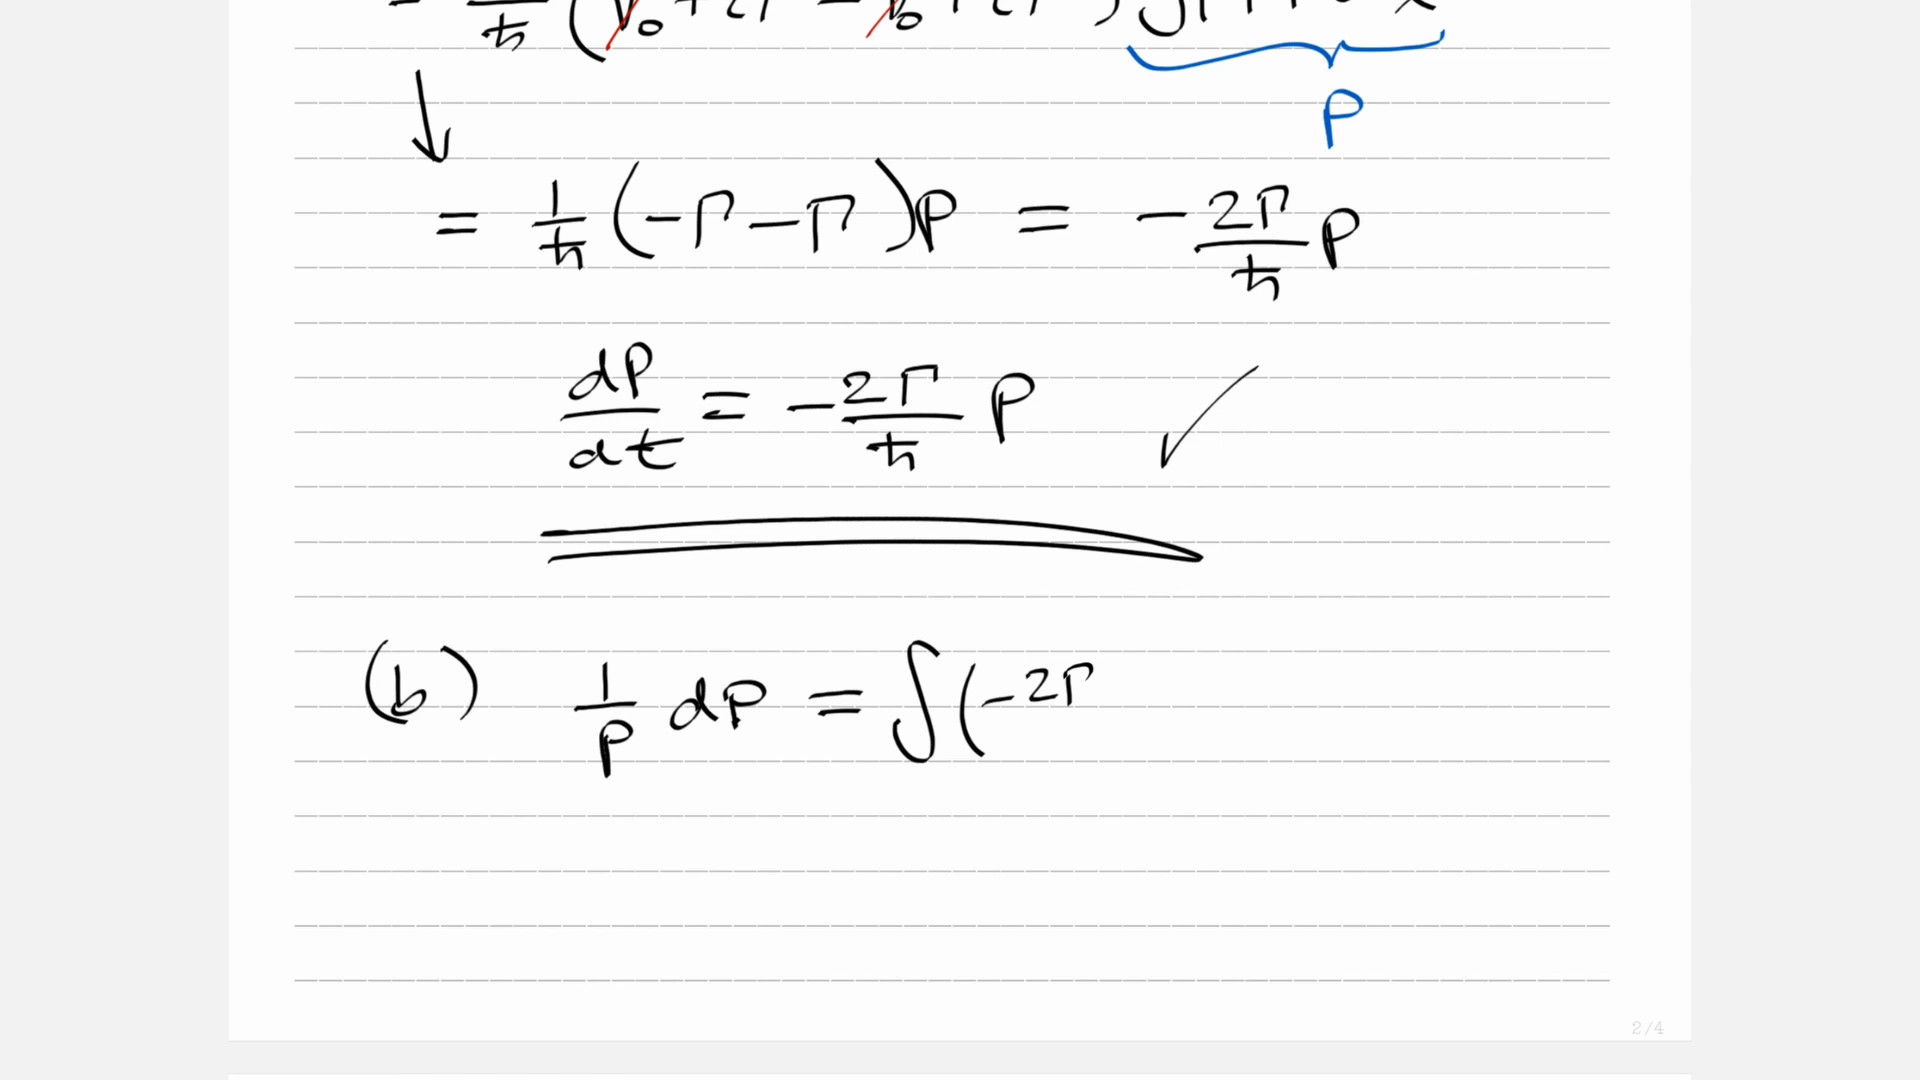 P
= 1/ħ (-Γ-Γ)P = - 2Γ/ħ P
dP/dt = - 2Γ/ħ P ✓
(b) 1/P dP = ∫(-2Γ
2/4